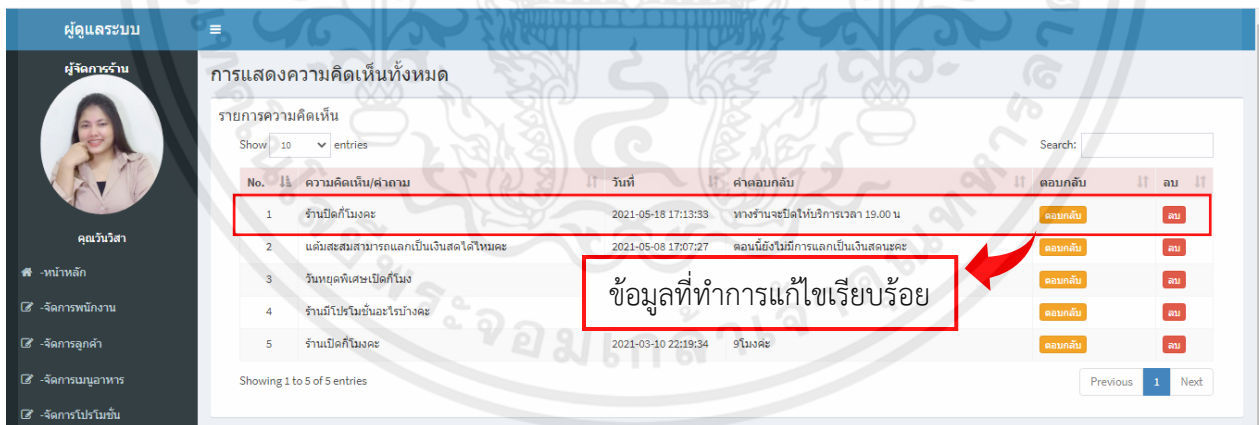 ผู้ดูแลระบบ
ผู้จัดการร้าน
คุณวันวิสา
-หน้าหลัก
-จัดการพนักงาน
-จัดการลูกค้า
-จัดการเมนูอาหาร
-จัดการโปรโมชั่น
การแสดงความคิดเห็นทั้งหมด
รายการความคิดเห็น
Show 10 entries Search:
No. ความคิดเห็น/คำถาม วันที่ คำตอบกลับ ตอบกลับ ลบ
1 ร้านปิดกี่โมงคะ 2021-05-18 17:13:33 ทางร้านจะปิดให้บริการเวลา 19.00 น ตอบกลับ ลบ
2 แต้มสะสมสามารถแลกเป็นเงินสดได้ไหมคะ 2021-05-08 17:07:27 ตอนนี้ยังไม่มีการแลกเป็นเงินสดนะคะ ตอบกลับ ลบ
3 วันหยุดพิเศษเปิดกี่โมง ตอบกลับ ลบ
ข้อมูลที่ทำการแก้ไขเรียบร้อย
4 ร้านมีโปรโมชั่นอะไรบ้างคะ ตอบกลับ ลบ
5 ร้านเปิดกี่โมงคะ 2021-03-10 22:19:34 9โมงค่ะ ตอบกลับ ลบ
Showing 1 to 5 of 5 entries Previous 1 Next